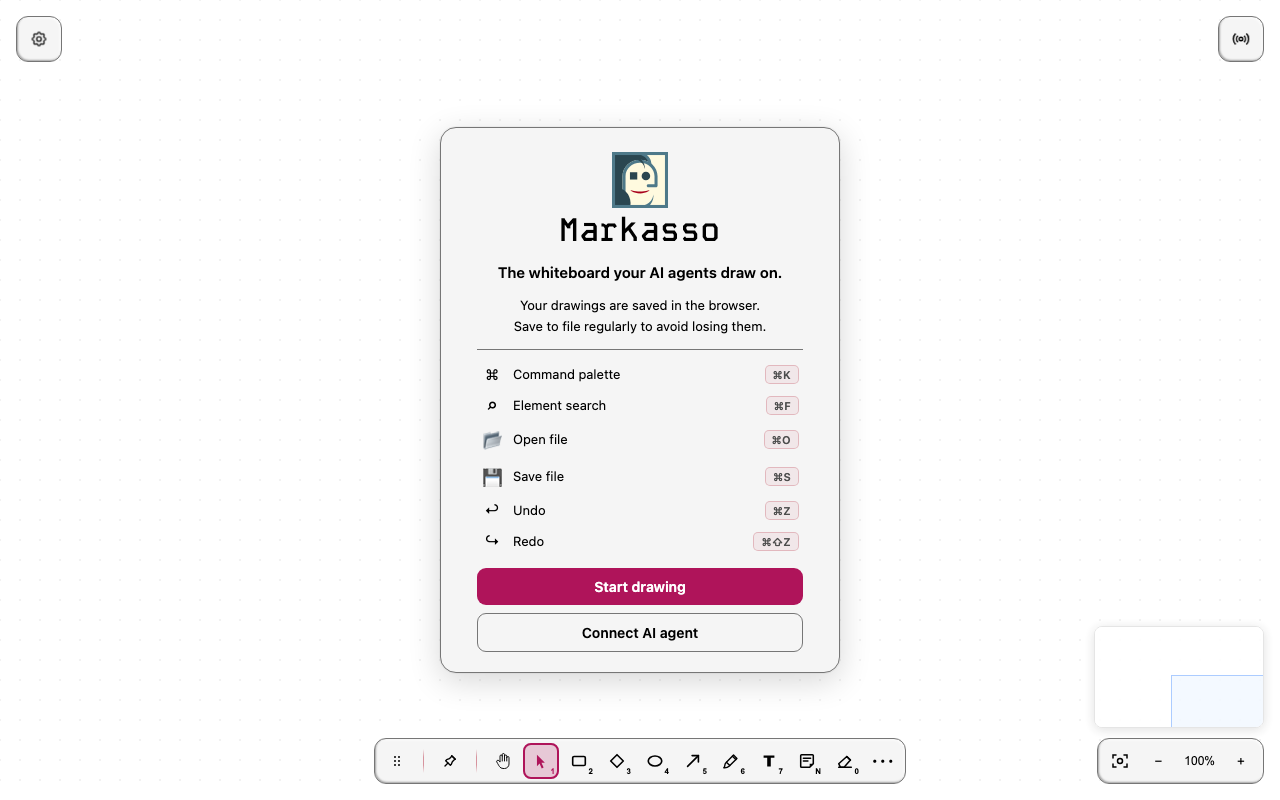 Markasso
The whiteboard your AI agents draw on.
Your drawings are saved in the browser.
Save to file regularly to avoid losing them.
⌘ Command palette ⌘K
Element search ⌘F
Open file ⌘O
Save file ⌘S
Undo ⌘Z
Redo ⌘⇧Z
Start drawing
Connect AI agent
1 2 3 4 5 6 T 7 N 0
− 100% +